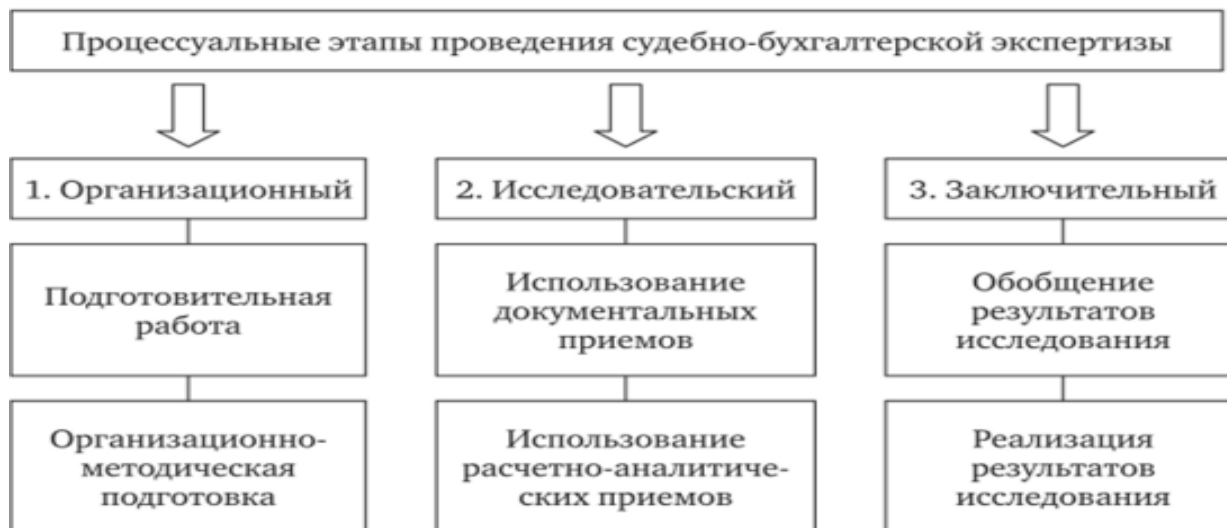 Процессуальные этапы проведения судебно-бухгалтерской экспертизы
1. Организационный
Подготовительная
работа
Организационно-
методическая
подготовка
2. Исследовательский
Использование
документальных
приемов
Использование
расчетно-аналитиче-
ских приемов
3. Заключительный
Обобщение
результатов
исследования
Реализация
результатов
исследования